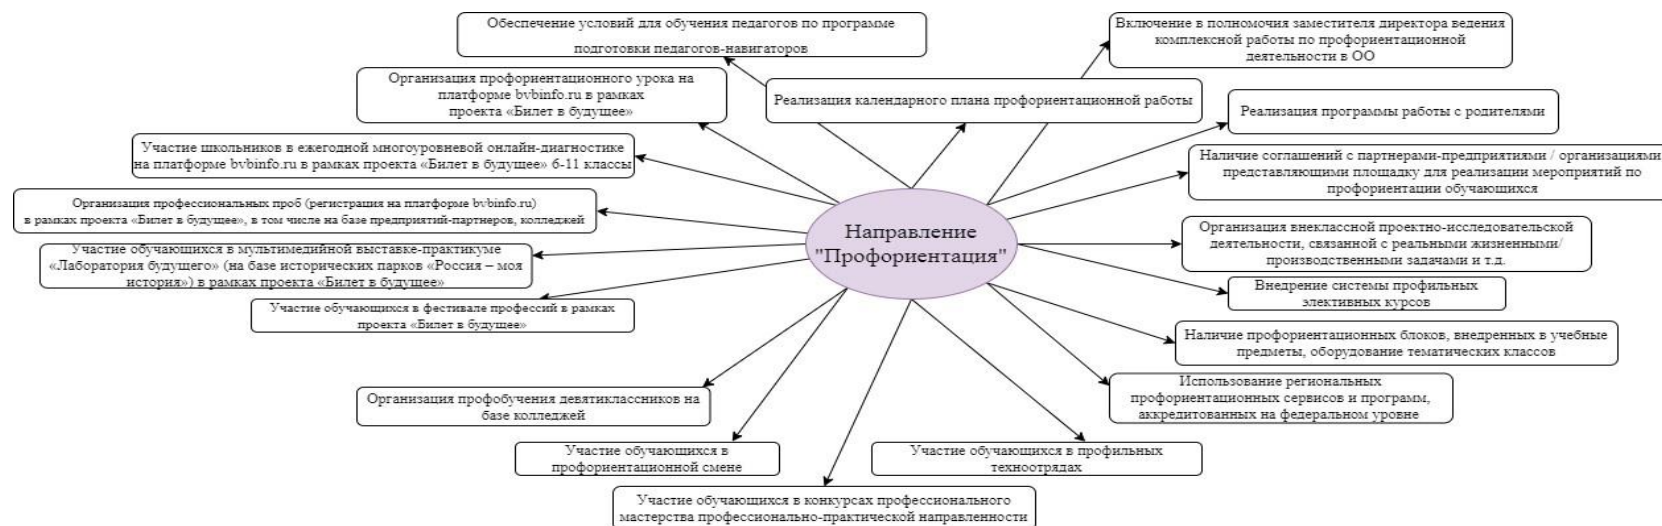 Обеспечение условий для обучения педагогов по программе
подготовки педагогов-навигаторов
Включение в полномочия заместителя директора ведения
комплексной работы по профориентационной
деятельности в ОО
Организация профориентационного урока на
платформе bvbinfo.ru в рамках
проекта «Билет в будущее»
Реализация календарного плана профориентационной работы
Реализация программы работы с родителями
Участие школьников в ежегодной многоуровневой онлайн-диагностике
на платформе bvbinfo.ru в рамках проекта «Билет в будущее» 6-11 классы
Наличие соглашений с партнерами-предприятиями / организациями
представляющими площадку для реализации мероприятий по
профориентации обучающихся
Организация профессиональных проб (регистрация на платформе bvbinfo.ru)
в рамках проекта «Билет в будущее», в том числе на базе предприятий-партнеров, колледжей
Направление
"Профориентация"
Организация внеклассной проектно-исследовательской
деятельности, связанной с реальными жизненными/
производственными задачами и т.д.
Участие обучающихся в мультимедийной выставке-практикуме
«Лаборатория будущего» (на базе исторических парков «Россия – моя
история») в рамках проекта «Билет в будущее»
Внедрение системы профильных
элективных курсов
Участие обучающихся в фестивале профессий в рамках
проекта «Билет в будущее»
Наличие профориентационных блоков, внедренных в учебные
предметы, оборудование тематических классов
Организация профобучения девятиклассников на
базе колледжей
Использование региональных
профориентационных сервисов и программ,
аккредитованных на федеральном уровне
Участие обучающихся в
профориентационной смене
Участие обучающихся в профильных
техноотрядах
Участие обучающихся в конкурсах профессионального
мастерства профессионально-практической направленности